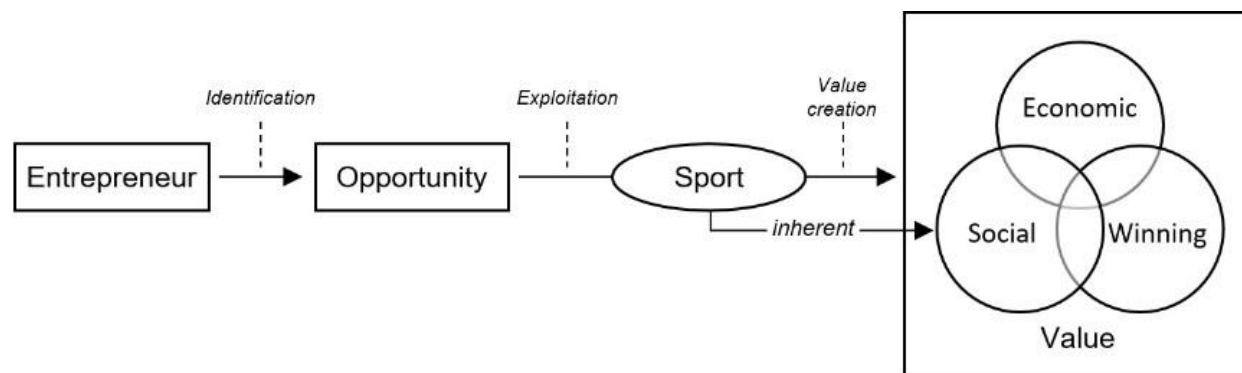 Identification
Exploitation
Value
creation
Economic
Entrepreneur
Opportunity
Sport
inherent
Social
Winning
Value